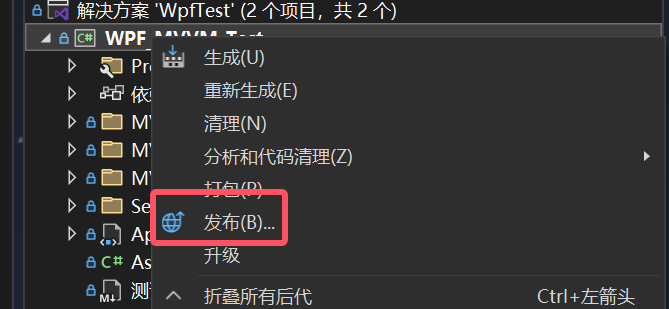 解决方案 'WpfTest' (2 个项目，共 2 个)
WPF_MVVM_Test
生成(U)
Pro
重新生成(E)
依
清理(N)
MV
分析和代码清理(Z)
MV
打包(P)
MV
发布(B)...
Se
升级
Ap
C# As
折叠所有后代 Ctrl+左箭头
M↓ 测